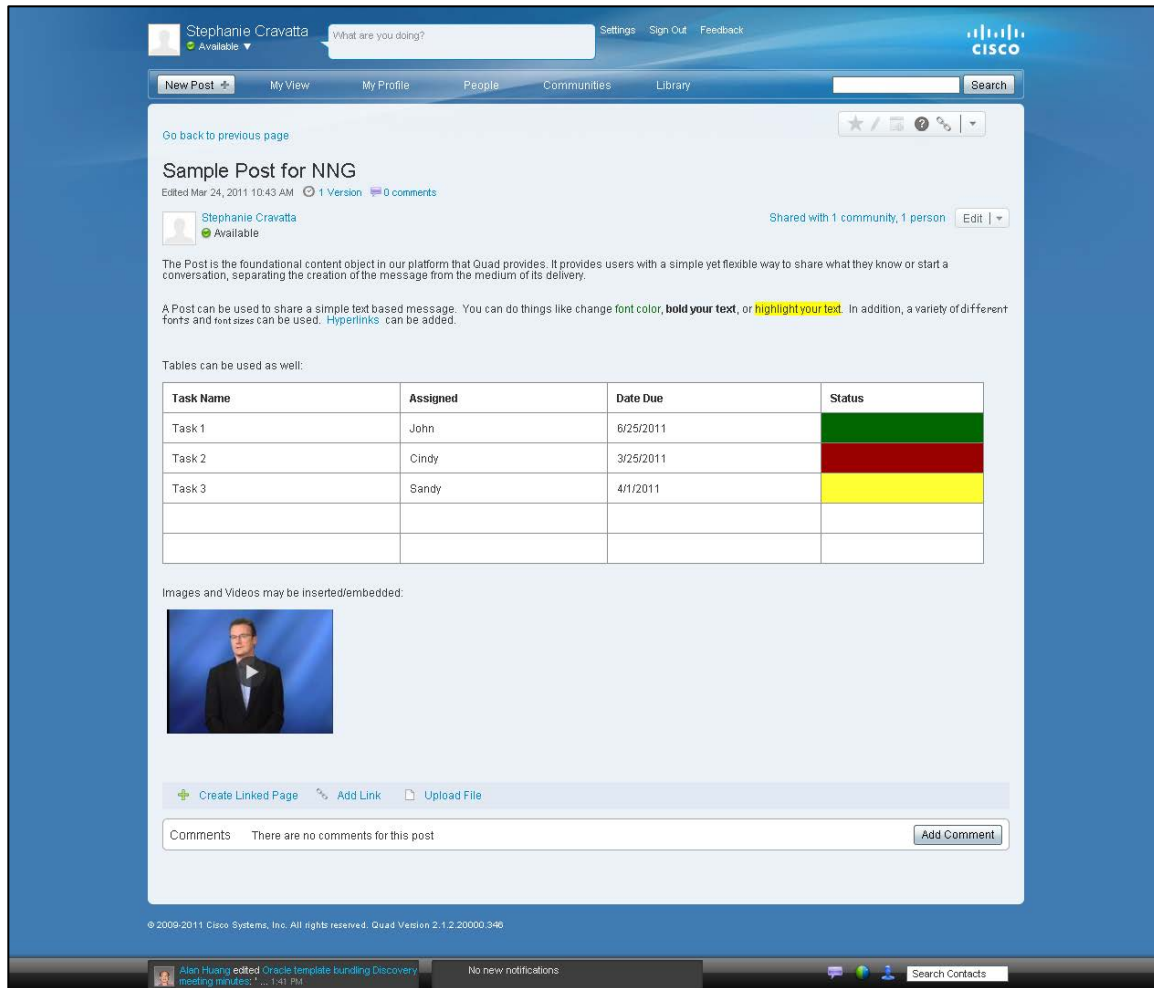 Stephanie Cravatta
Available ▼
What are you doing?
Settings Sign Out Feedback
CISCO
New Post My View My Profile People Communities Library Search
Go back to previous page
Sample Post for NNG
Edited Mar 24, 2011 10:43 AM 1 Version 0 comments
Stephanie Cravatta
Available
Shared with 1 community, 1 person Edit
The Post is the foundational content object in our platform that Quad provides. It provides users with a simple yet flexible way to share what they know or start a
conversation, separating the creation of the message from the medium of its delivery.
A Post can be used to share a simple text based message. You can do things like change font color, bold your text, or highlight your text. In addition, a variety of different
fonts and font sizes can be used. Hyperlinks can be added.
Tables can be used as well:
Task Name Assigned Date Due Status
Task 1 John 6/25/2011
Task 2 Cindy 3/25/2011
Task 3 Sandy 4/1/2011
Images and Videos may be inserted/embedded:
Create Linked Page Add Link Upload File
Comments There are no comments for this post Add Comment
© 2009-2011 Cisco Systems, Inc. All rights reserved. Quad Version 2.1.2.20000.346
Alan Huang edited Oracle template bundling Discovery
meeting minutes: " ... 1:41 PM
No new notifications
Search Contacts